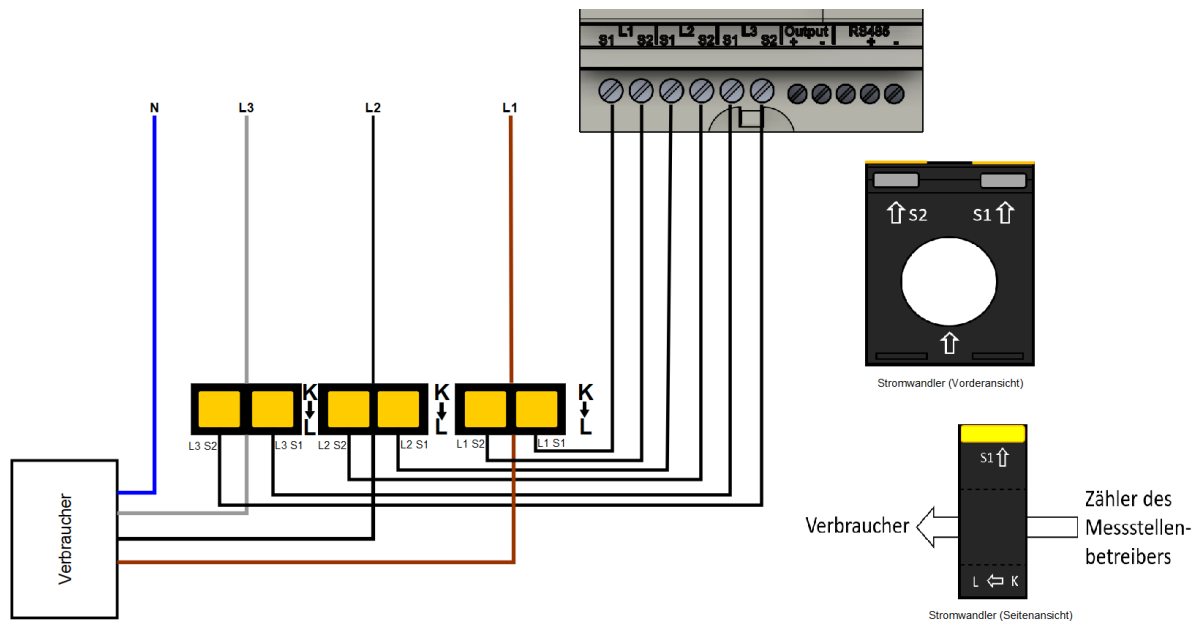 L1 L2 L3 Output RS485
S1 S2 S1 S2 S1 S2 + - + -
N L3 L2 L1
S2 S1
Stromwandler (Vorderansicht)
K L K L K L
L3 S2 L3 S1 L2 S2 L2 S1 L1 S2 L1 S1
Verbraucher
S1
Verbraucher
Zähler des
Messstellen-
betreibers
L K
Stromwandler (Seitenansicht)